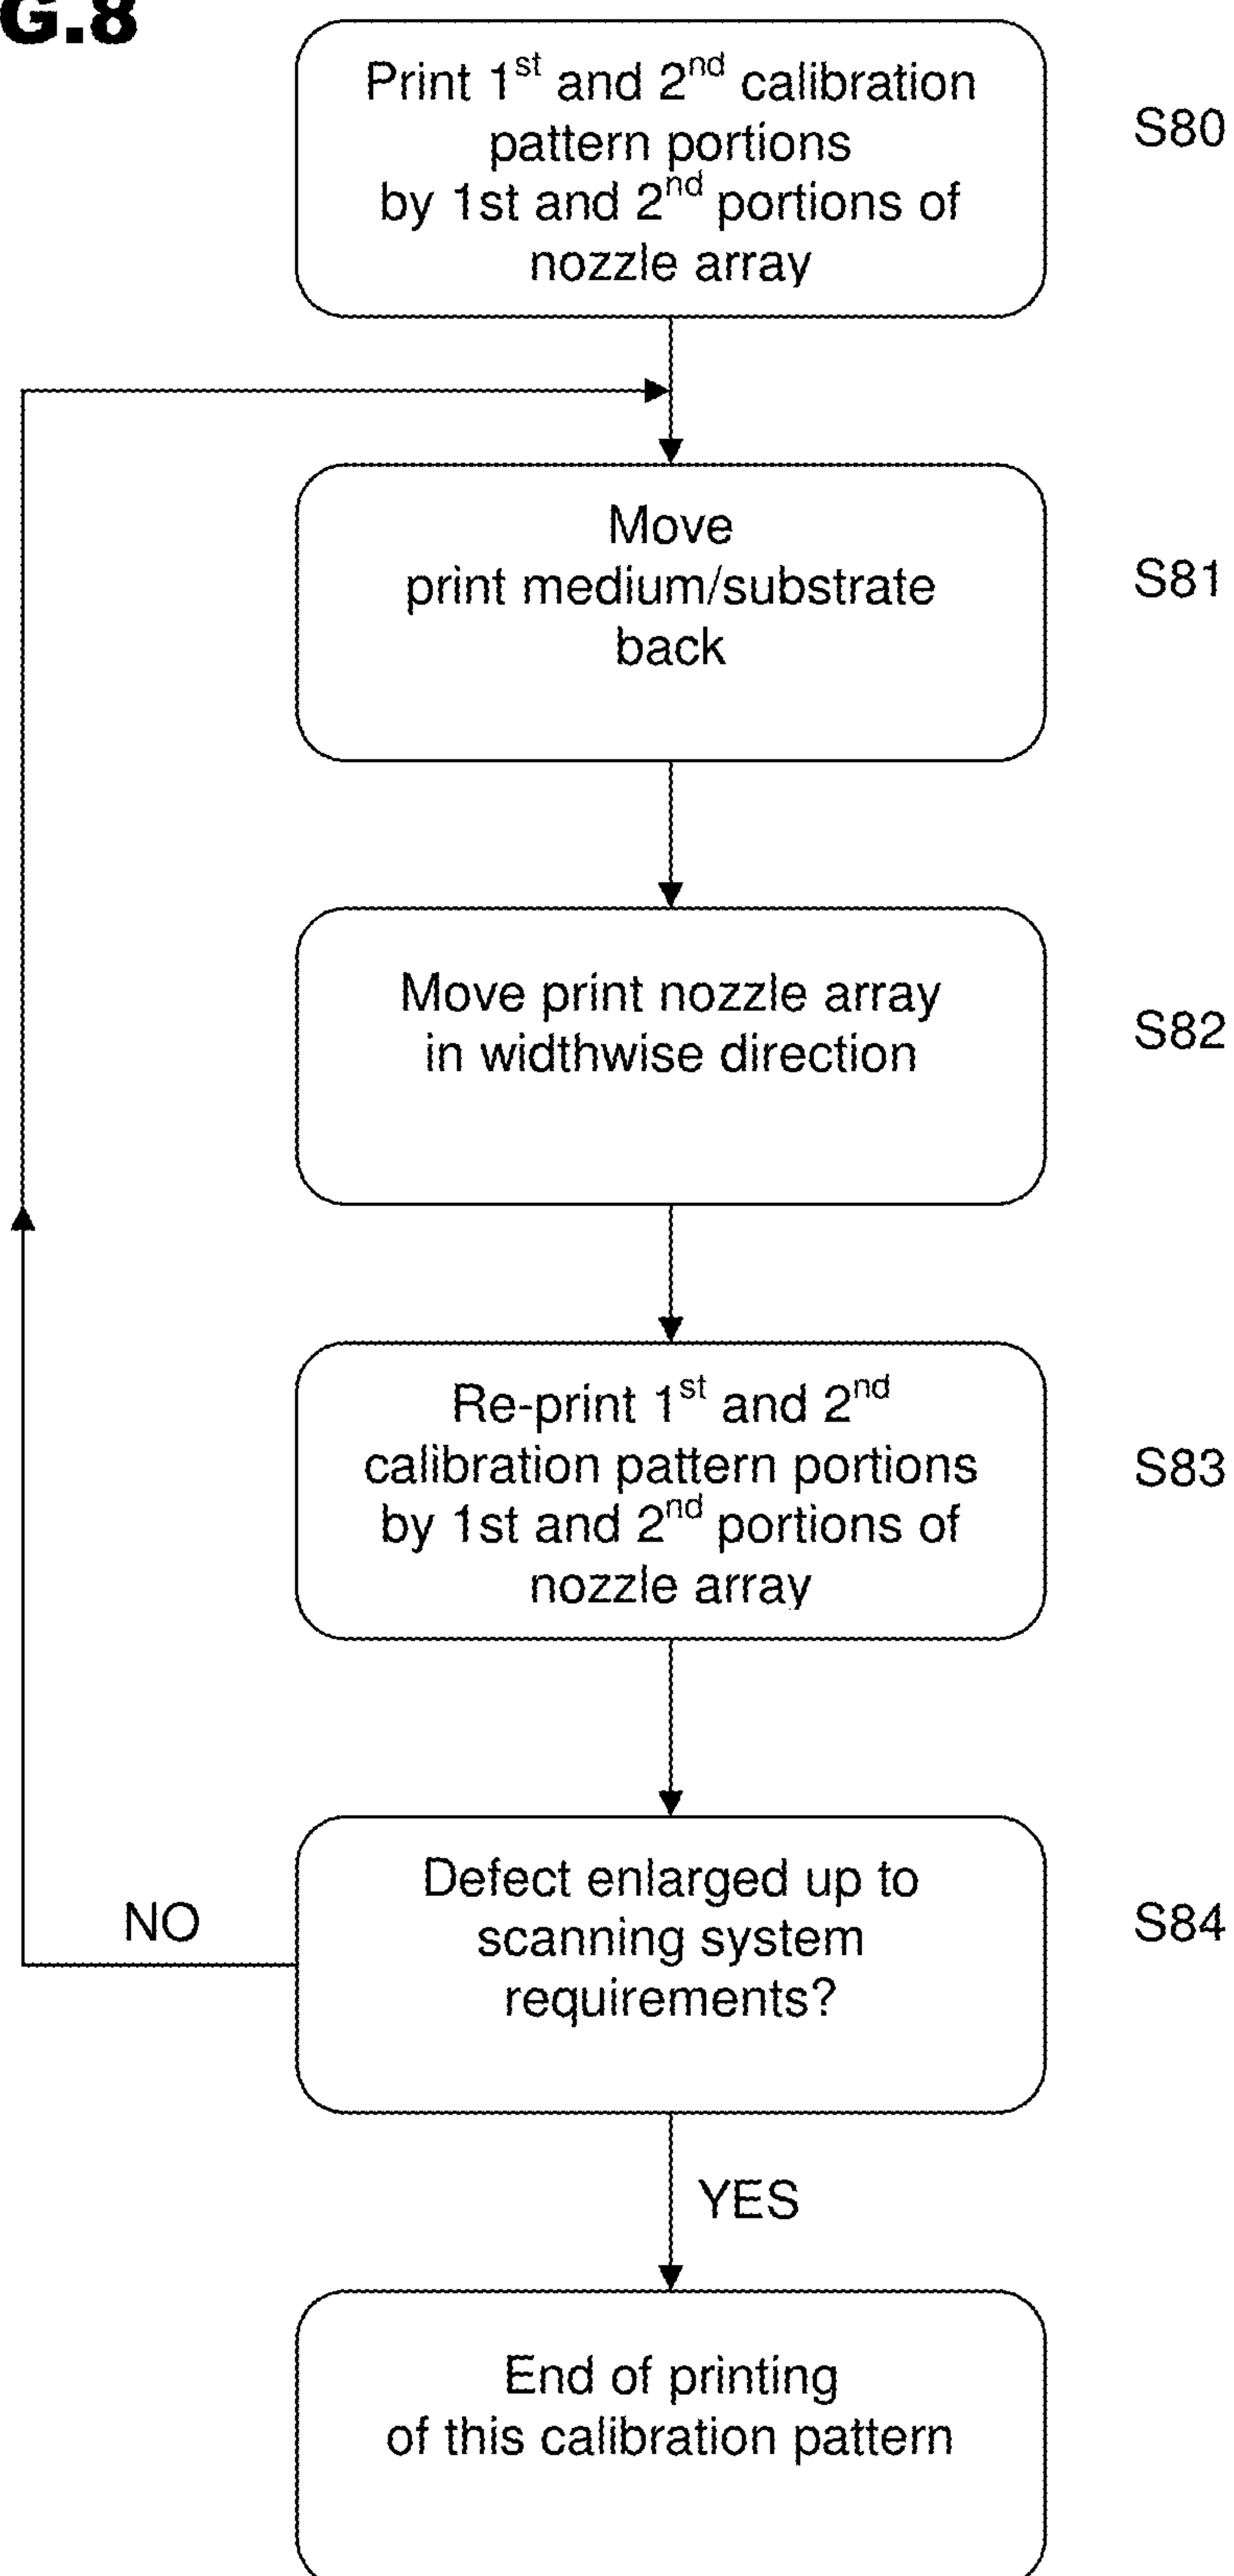 G.8
Print 1st and 2nd calibration
pattern portions
by 1st and 2nd portions of
nozzle array
S80
Move
print medium/substrate
back
S81
Move print nozzle array
in widthwise direction
S82
Re-print 1st and 2nd
calibration pattern portions
by 1st and 2nd portions of
nozzle array
S83
Defect enlarged up to
scanning system
requirements?
S84
NO
YES
End of printing
of this calibration pattern